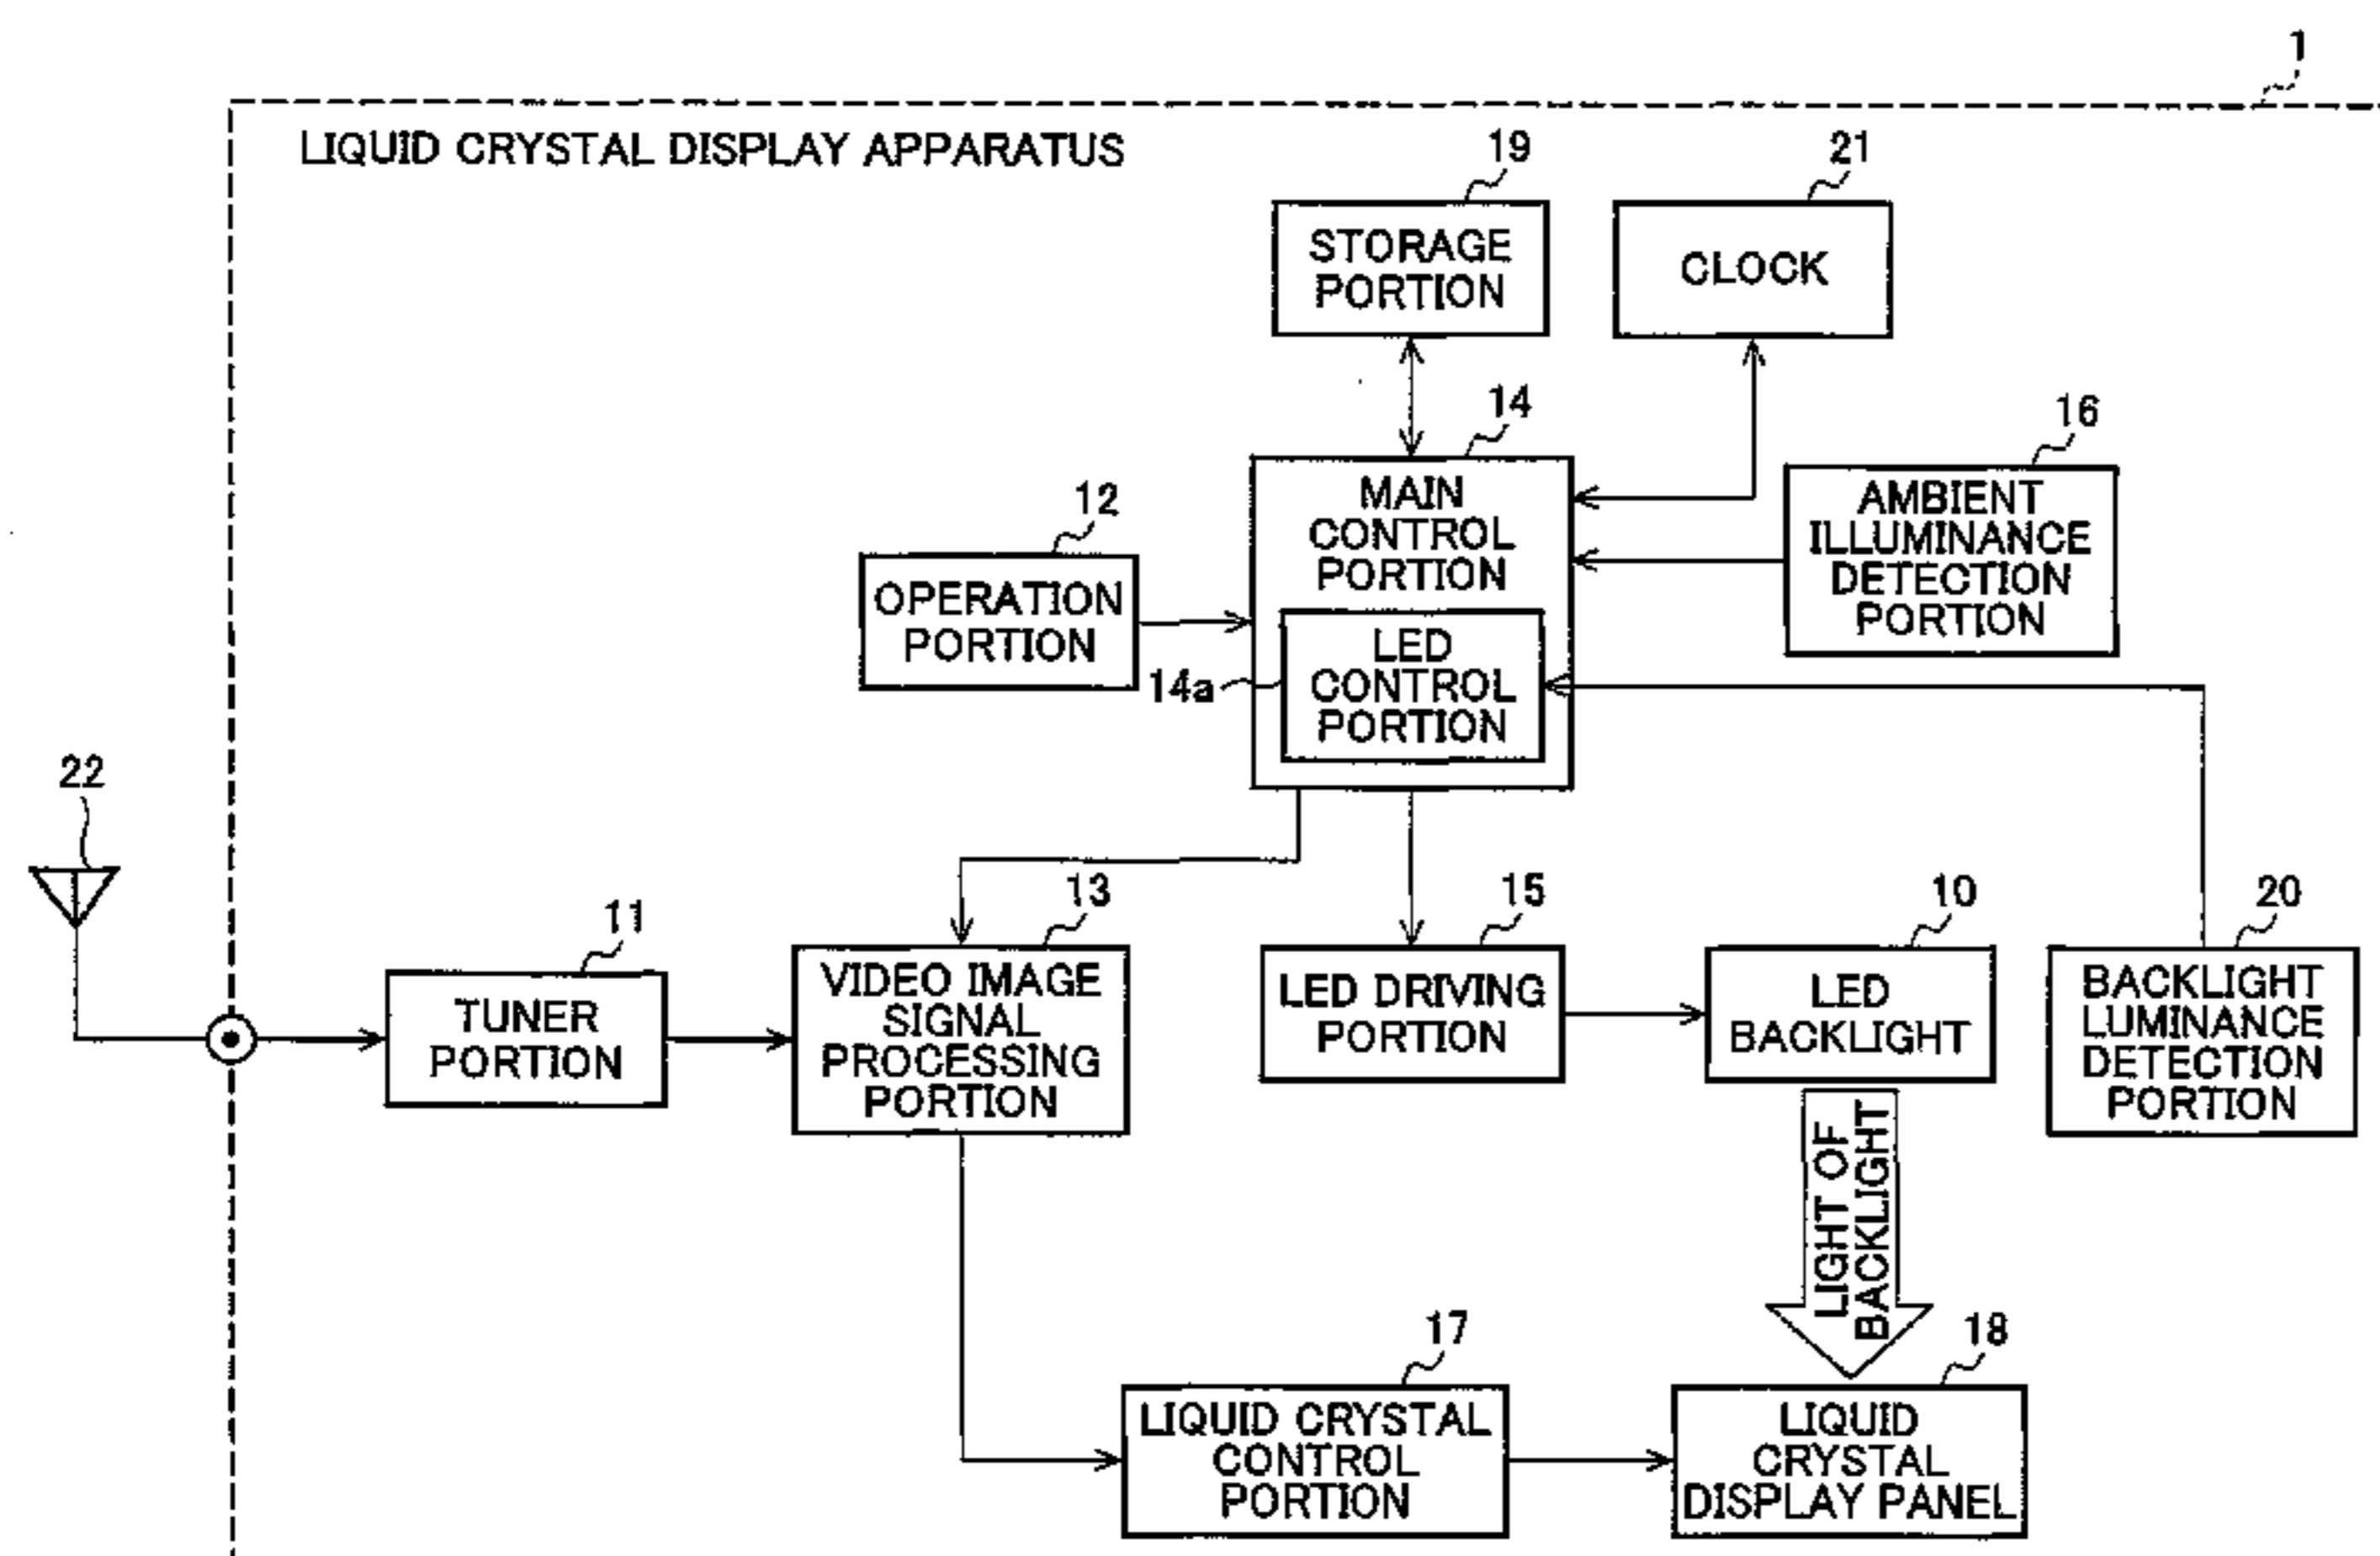 1
LIQUID CRYSTAL DISPLAY APPARATUS
19
STORAGE
PORTION
21
CLOCK
14
MAIN
CONTROL
PORTION
16
AMBIENT
ILLUMINANCE
DETECTION
PORTION
12
OPERATION
PORTION
14a
LED
CONTROL
PORTION
22
11
TUNER
PORTION
13
VIDEO IMAGE
SIGNAL
PROCESSING
PORTION
15
LED DRIVING
PORTION
10
LED
BACKLIGHT
20
BACKLIGHT
LUMINANCE
DETECTION
PORTION
LIGHT OF
BACKLIGHT
17
LIQUID CRYSTAL
CONTROL
PORTION
18
LIQUID
CRYSTAL
DISPLAY PANEL